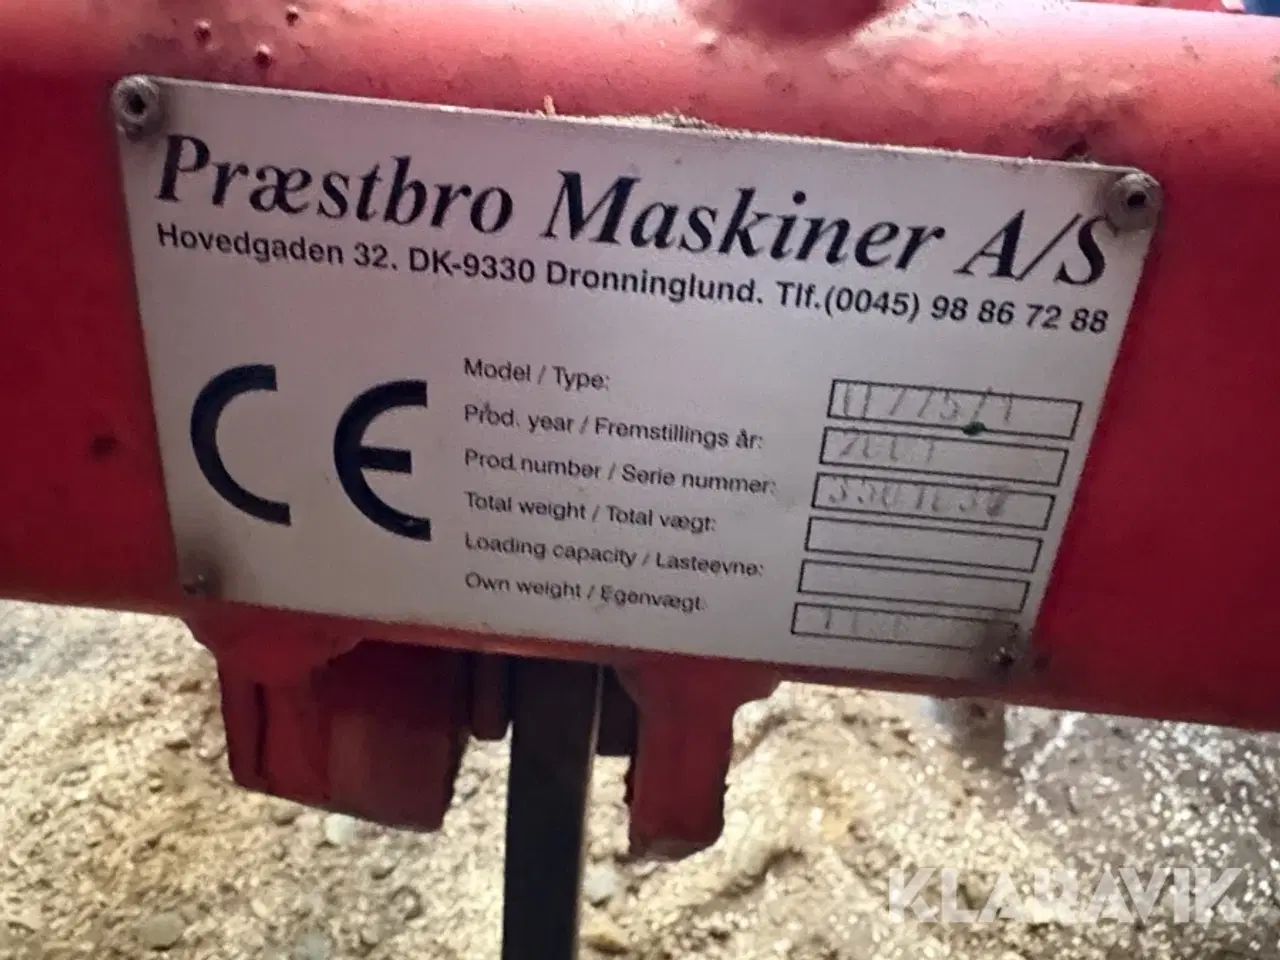 Præstbro Maskiner A/S
Hovedgaden 32. DK-9330 Dronninglund. Tlf.(0045) 98 86 72 88
CE
Model / Type:
Prod. year / Fremstillings år:
Prod.number / Serie nummer:
Total weight / Total vægt:
Loading capacity / Lasteevne:
Own weight / Egenvægt:
KLARAVIK